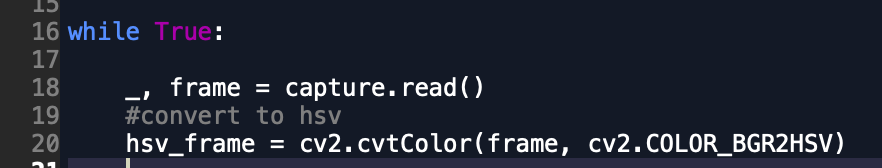 15
16 while True:
17
18 _, frame = capture.read()
19 #convert to hsv
20 hsv_frame = cv2.cvtColor(frame, cv2.COLOR_BGR2HSV)
21